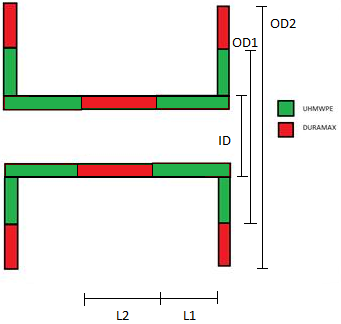 OD2
OD1
UHMWPE
DURAMAX
ID
L2
L1